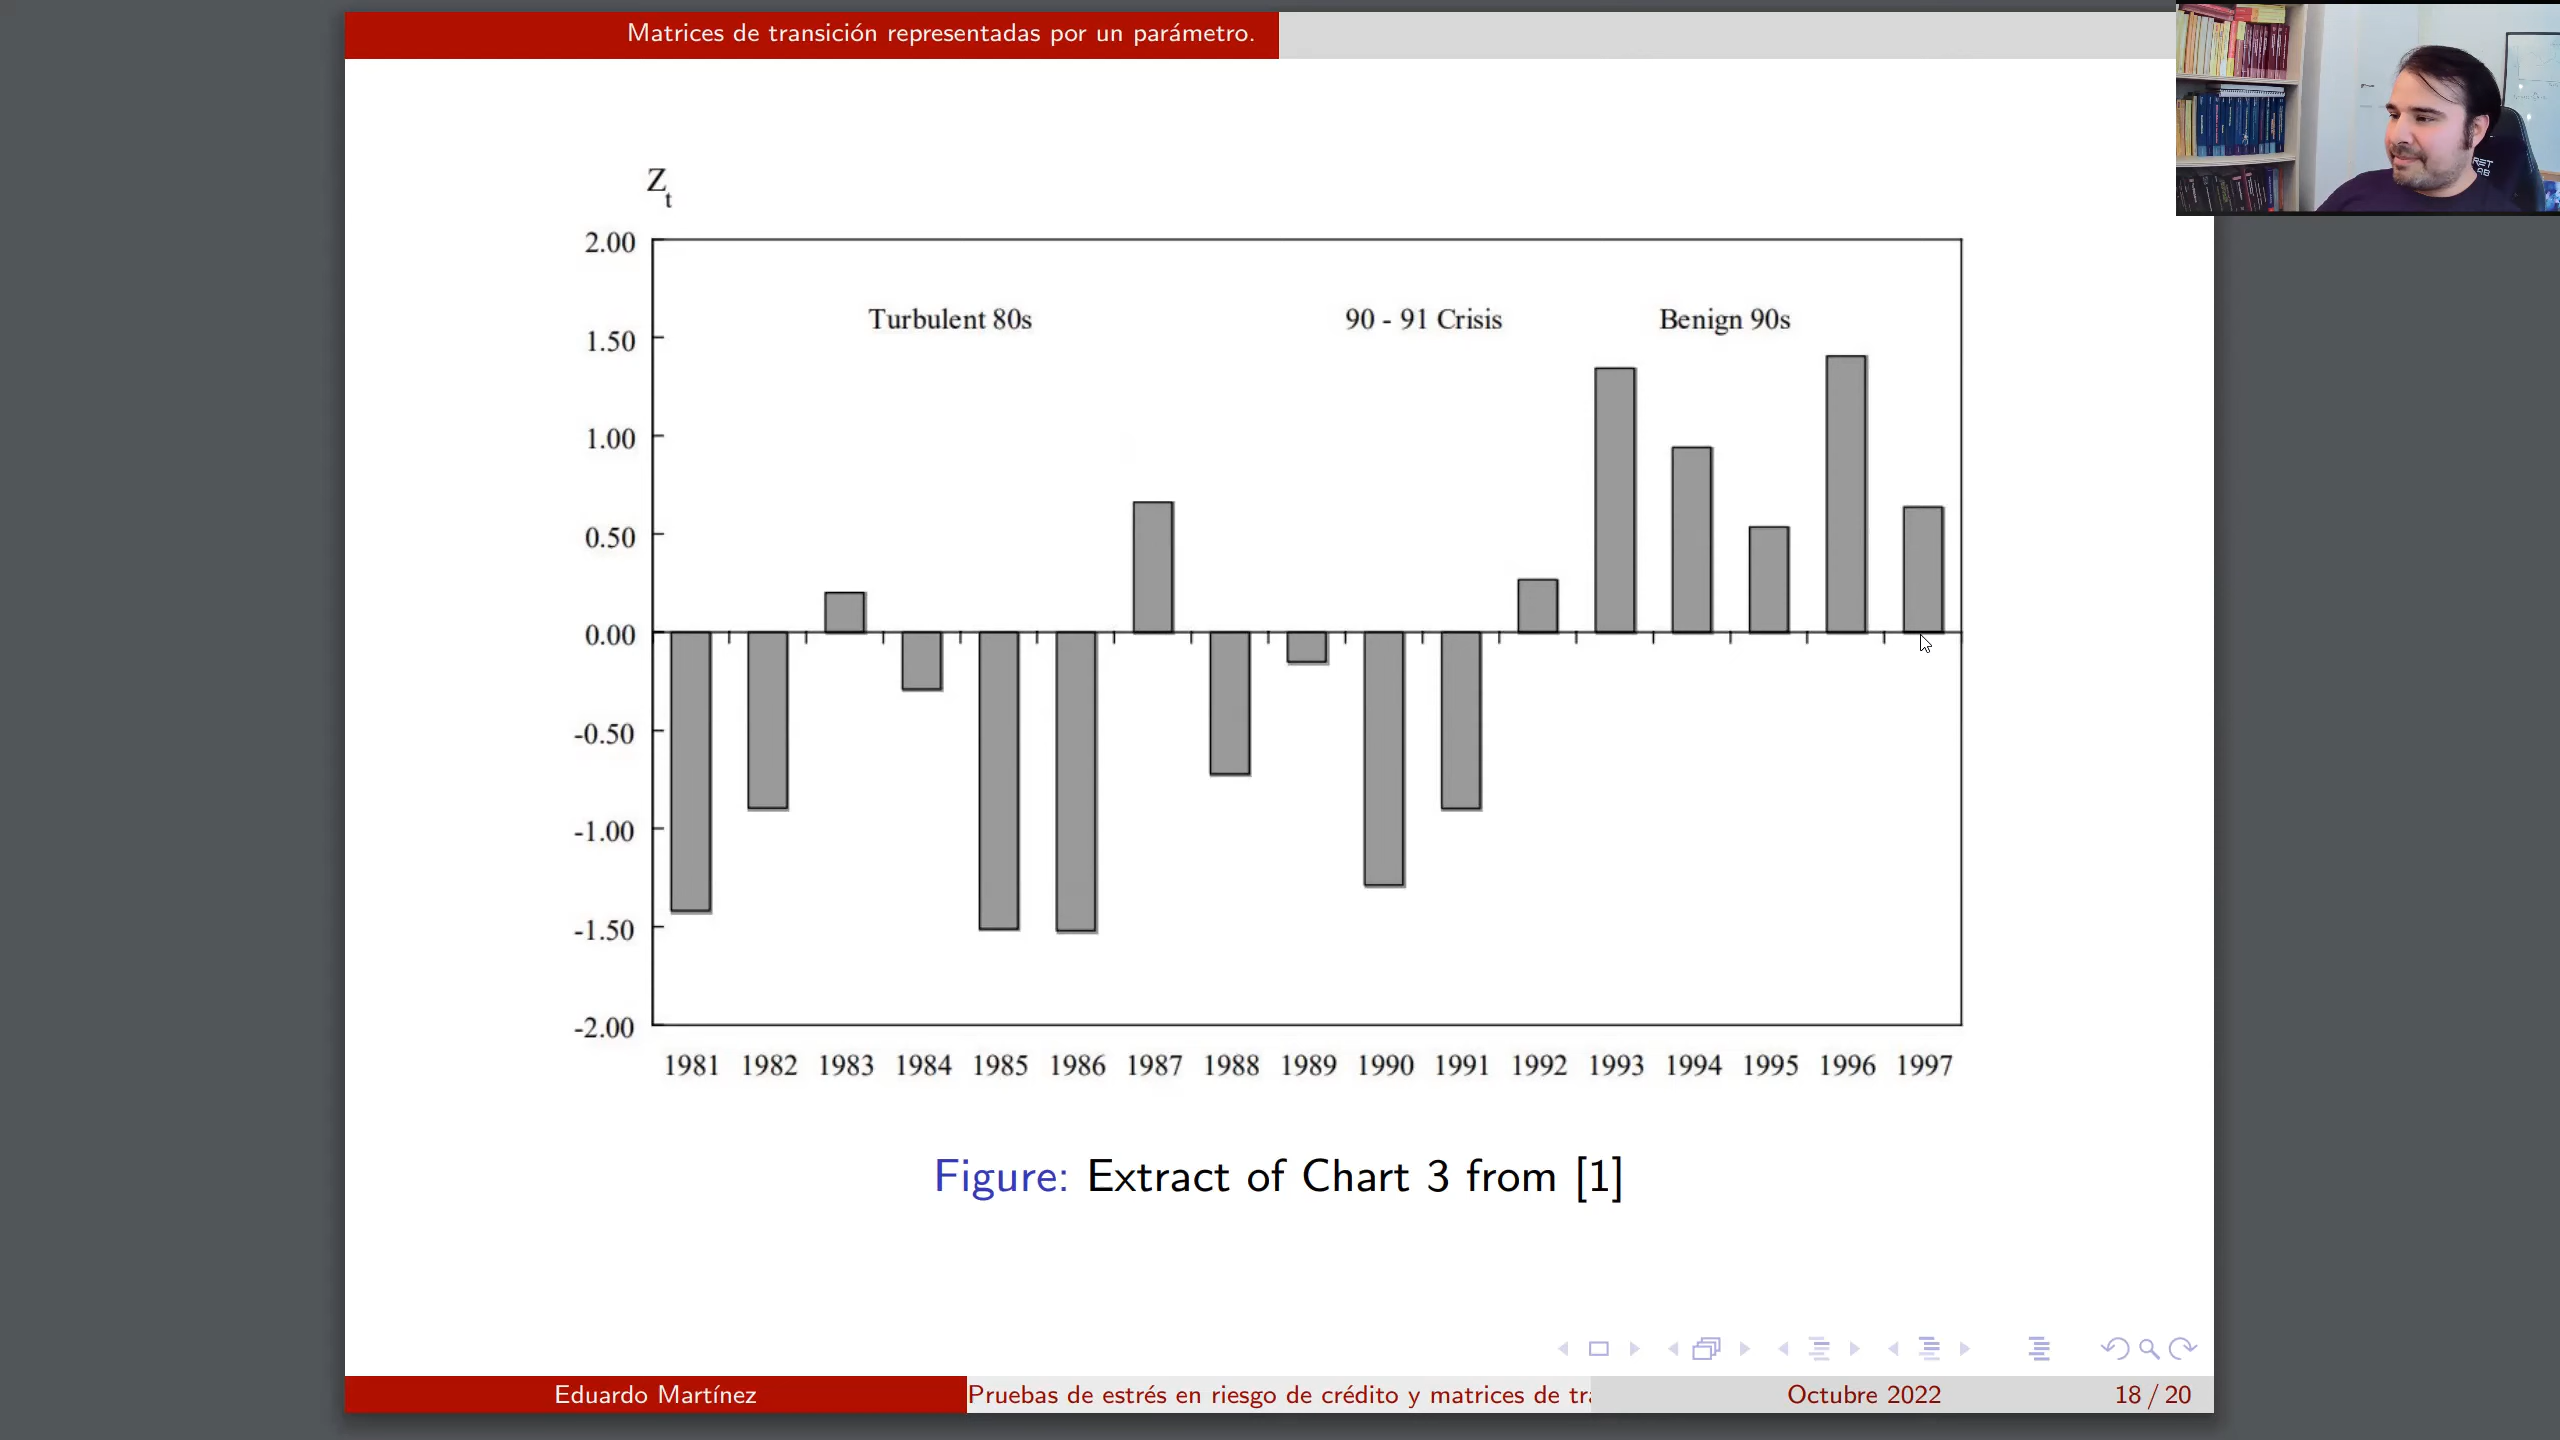 Matrices de transición representadas por un parámetro.
Zt
2.00
Turbulent 80s
90 - 91 Crisis
Benign 90s
1.50
1.00
0.50
0.00
-0.50
-1.00
-1.50
-2.00
1981 1982 1983 1984 1985 1986 1987 1988 1989 1990 1991 1992 1993 1994 1995 1996 1997
Figure: Extract of Chart 3 from [1]
Eduardo Martínez
Pruebas de estrés en riesgo de crédito y matrices de
Octubre 2022
18 / 20